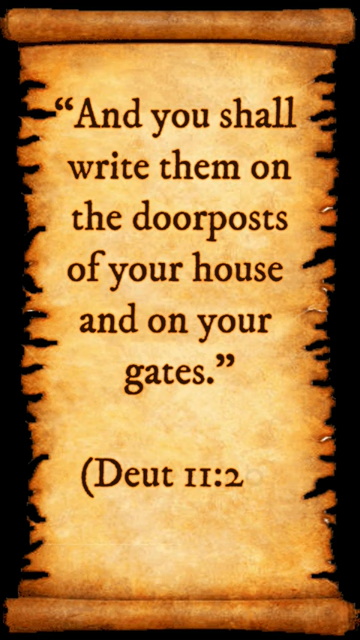 “And you shall
write them on
the doorposts
of your house
and on your
gates.”
(Deut 11:2